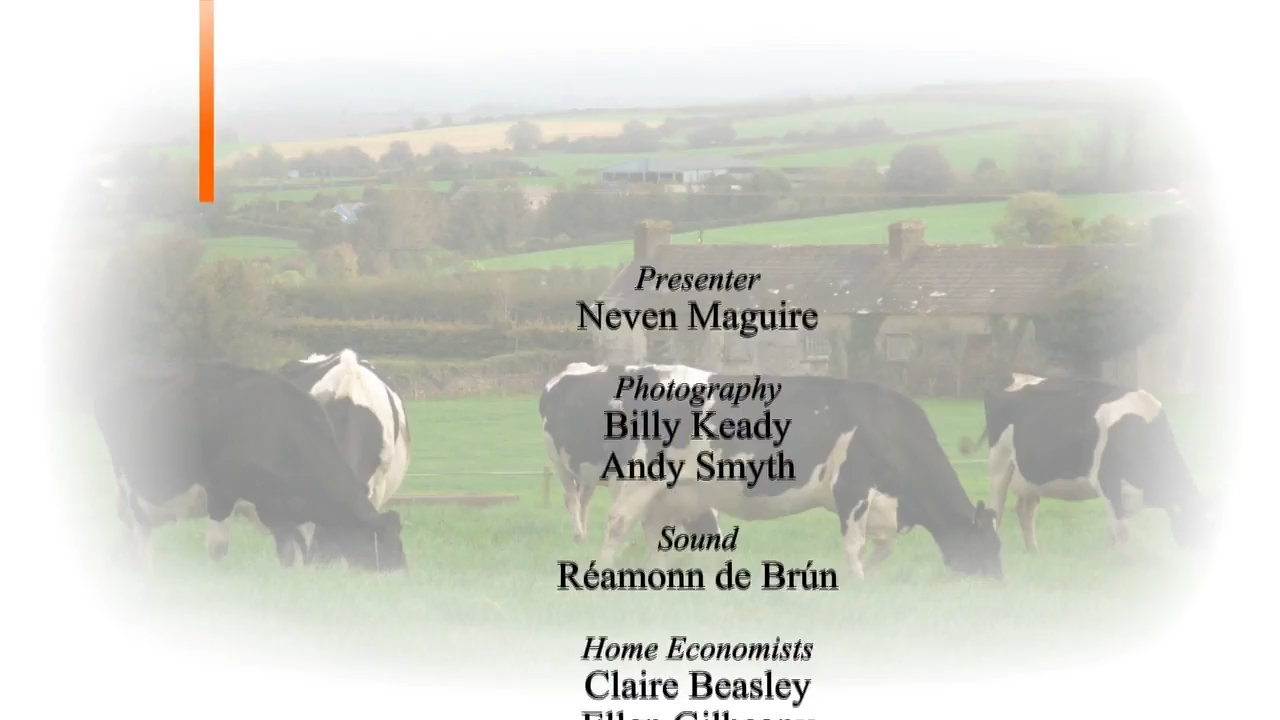 Presenter
Neven Maguire
Photography
Billy Keady
Andy Smyth
Sound
Réamonn de Brún
Home Economists
Claire Beasley